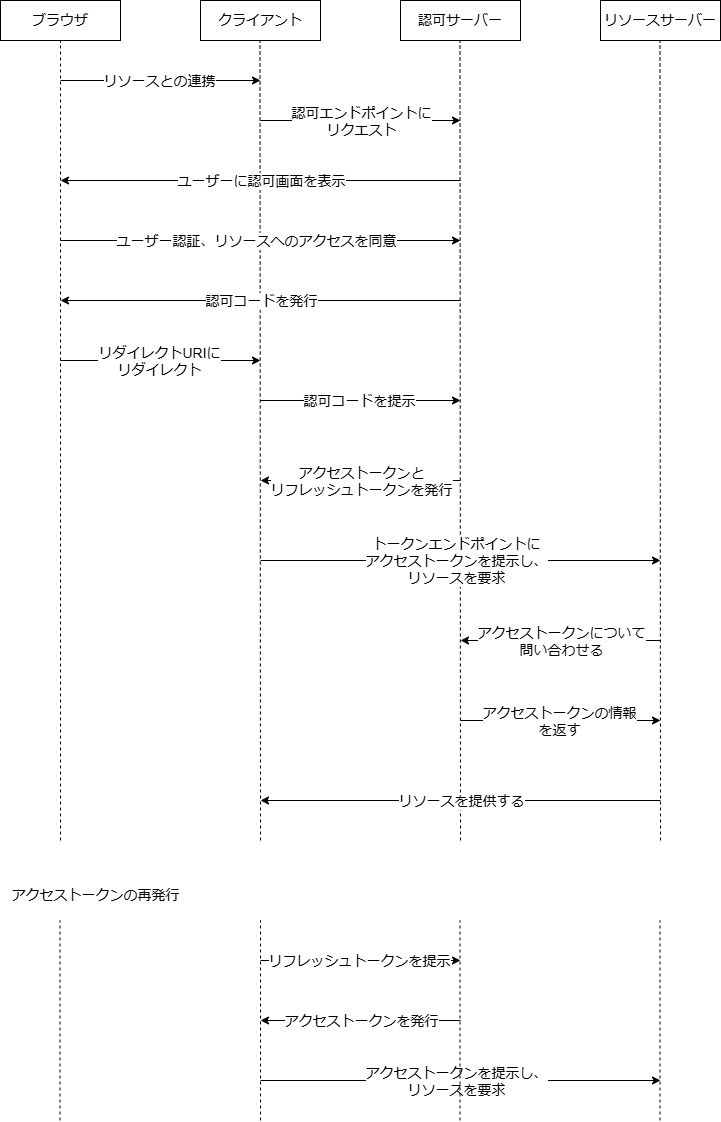 ブラウザ
クライアント
認可サーバー
リソースサーバー
リソースとの連携
認可エンドポイントに
リクエスト
ユーザーに認可画面を表示
ユーザー認証、リソースへのアクセスを同意
認可コードを発行
リダイレクトURIに
リダイレクト
認可コードを提示
アクセストークンと
リフレッシュトークンを発行
トークンエンドポイントに
アクセストークンを提示し、
リソースを要求
アクセストークンについて
問い合わせる
アクセストークンの情報
を返す
リソースを提供する
アクセストークンの再発行
リフレッシュトークンを提示
アクセストークンを発行
アクセストークンを提示し、
リソースを要求